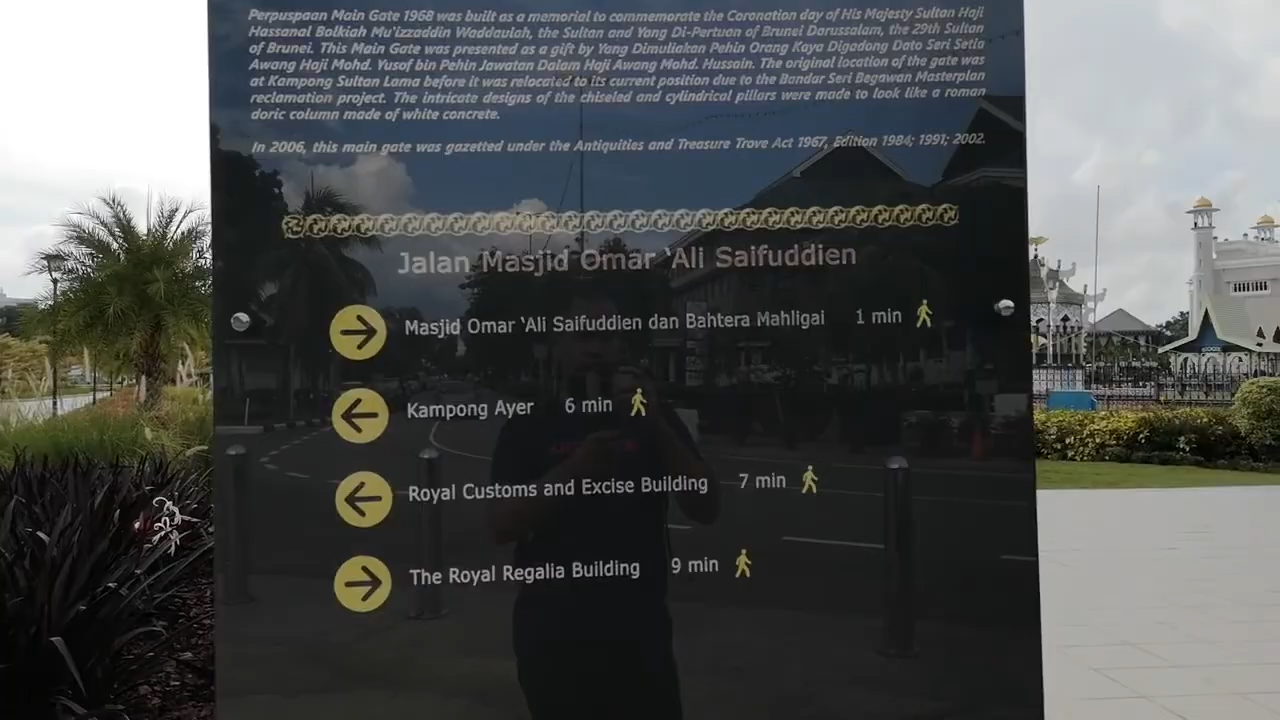 Perpuspaan Main Gate 1968 was built as a memorial to commemorate the Coronation day of His Majesty Sultan Haji
Hassanal Bolkiah Mu'izzaddin Waddaulah, the Sultan and Yang Di-Pertuan of Brunei Darussalam, the 29th Sultan
of Brunei. This Main Gate was presented as a gift by Yang Dimuliakan Pehin Orang Kaya Digadong Dato Seri Setia
Awang Haji Mohd. Yusof bin Pehin Jawatan Dalam Haji Awang Mohd. Hussain. The original location of the gate was
at Kampong Sultan Lama before it was relocated to its current position due to the Bandar Seri Begawan Masterplan
reclamation project. The intricate designs of the chiseled and cylindrical pillars were made to look like a roman
doric column made of white concrete.
In 2006, this main gate was gazetted under the Antiquities and Treasure Trove Act 1967, Edition 1984; 1991; 2002.
Jalan Masjid Omar 'Ali Saifuddien
Masjid Omar 'Ali Saifuddien dan Bahtera Mahligai 1 min
Kampong Ayer 6 min
Royal Customs and Excise Building 7 min
The Royal Regalia Building 9 min